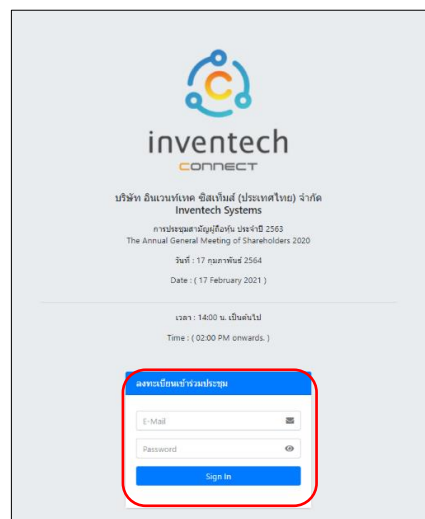 inventech
CONNECT
บริษัท อินเวนท์เทค ซิสเท็มส์ (ประเทศไทย) จำกัด
Inventech Systems
การประชุมสามัญผู้ถือหุ้น ประจำปี 2563
The Annual General Meeting of Shareholders 2020
วันที่ : 17 กุมภาพันธ์ 2564
Date : ( 17 February 2021 )
เวลา : 14:00 น. เป็นต้นไป
Time : ( 02:00 PM onwards. )
ลงทะเบียนเข้าร่วมประชุม
E-Mail
Password
Sign In